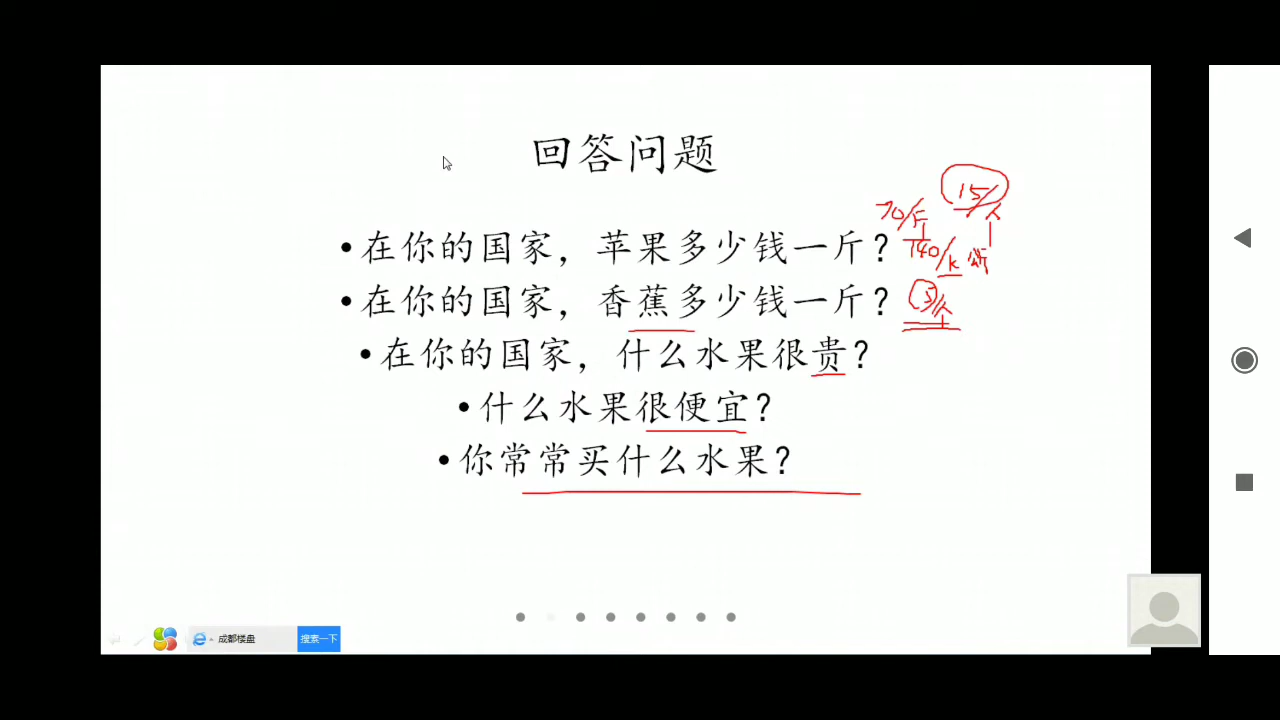 回答问题
15/个
70/斤
•在你的国家，苹果多少钱一斤？
140/k
•在你的国家，香蕉多少钱一斤？
•在你的国家，什么水果很贵？
•什么水果很便宜？
•你常常买什么水果？
成都楼盘
搜索一下